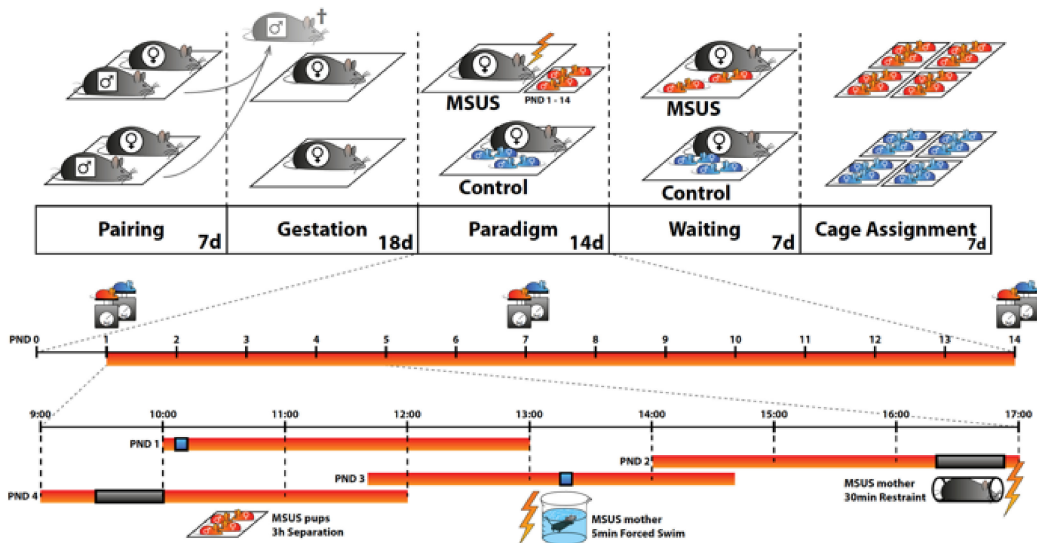 MSUS
PND 1 - 14
MSUS
Control
Control
Pairing 7d
Gestation 18d
Paradigm 14d
Waiting 7d
Cage Assignment 7d
PND 0 1 2 3 4 5 6 7 8 9 10 11 12 13 14
9:00 10:00 11:00 12:00 13:00 14:00 15:00 16:00 17:00
PND 1
PND 2
PND 3
PND 4
MSUS mother
30min Restraint
MSUS pups
3h Separation
MSUS mother
5min Forced Swim